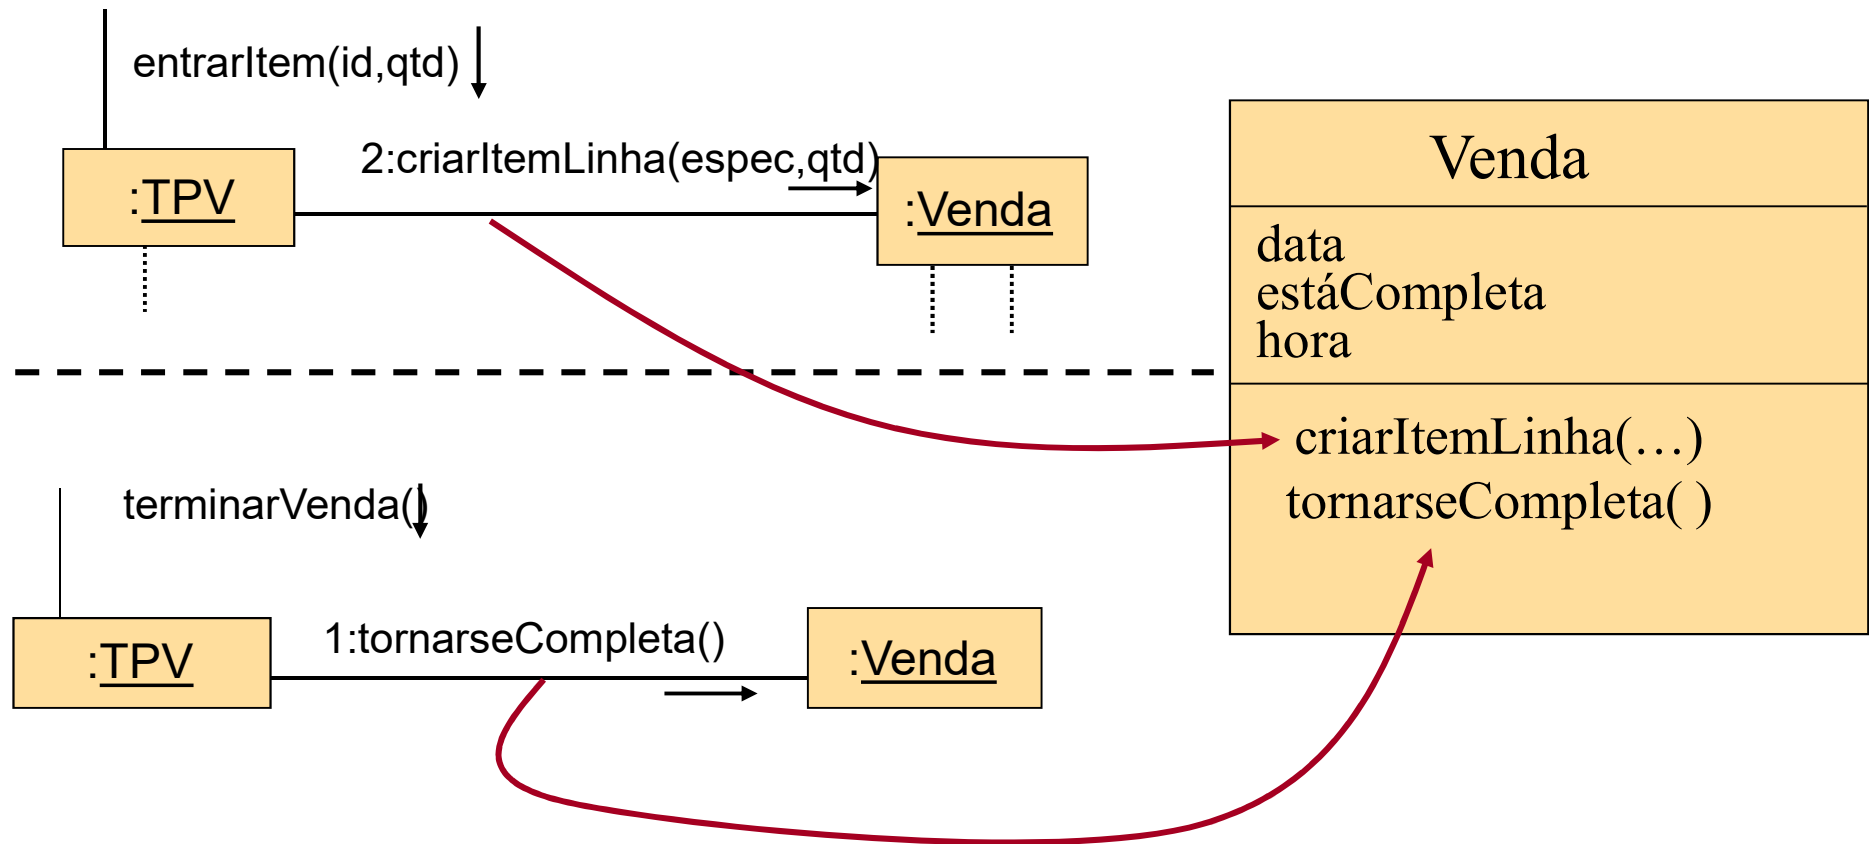 entrarItem(id,qtd)
2:criarItemLinha(espec,qtd)
:TPV
:Venda
terminarVenda()
1:tornarseCompleta()
:TPV
:Venda
Venda
data
estáCompleta
hora
criarItemLinha(…)
tornarseCompleta( )